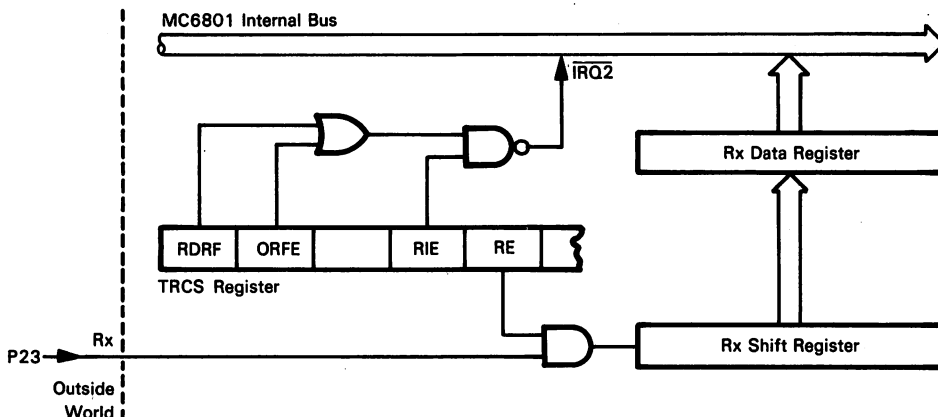 MC6801 Internal Bus
IRQ2
Rx Data Register
RDRF ORFE RIE RE
TRCS Register
Rx
P23
Rx Shift Register
Outside
World